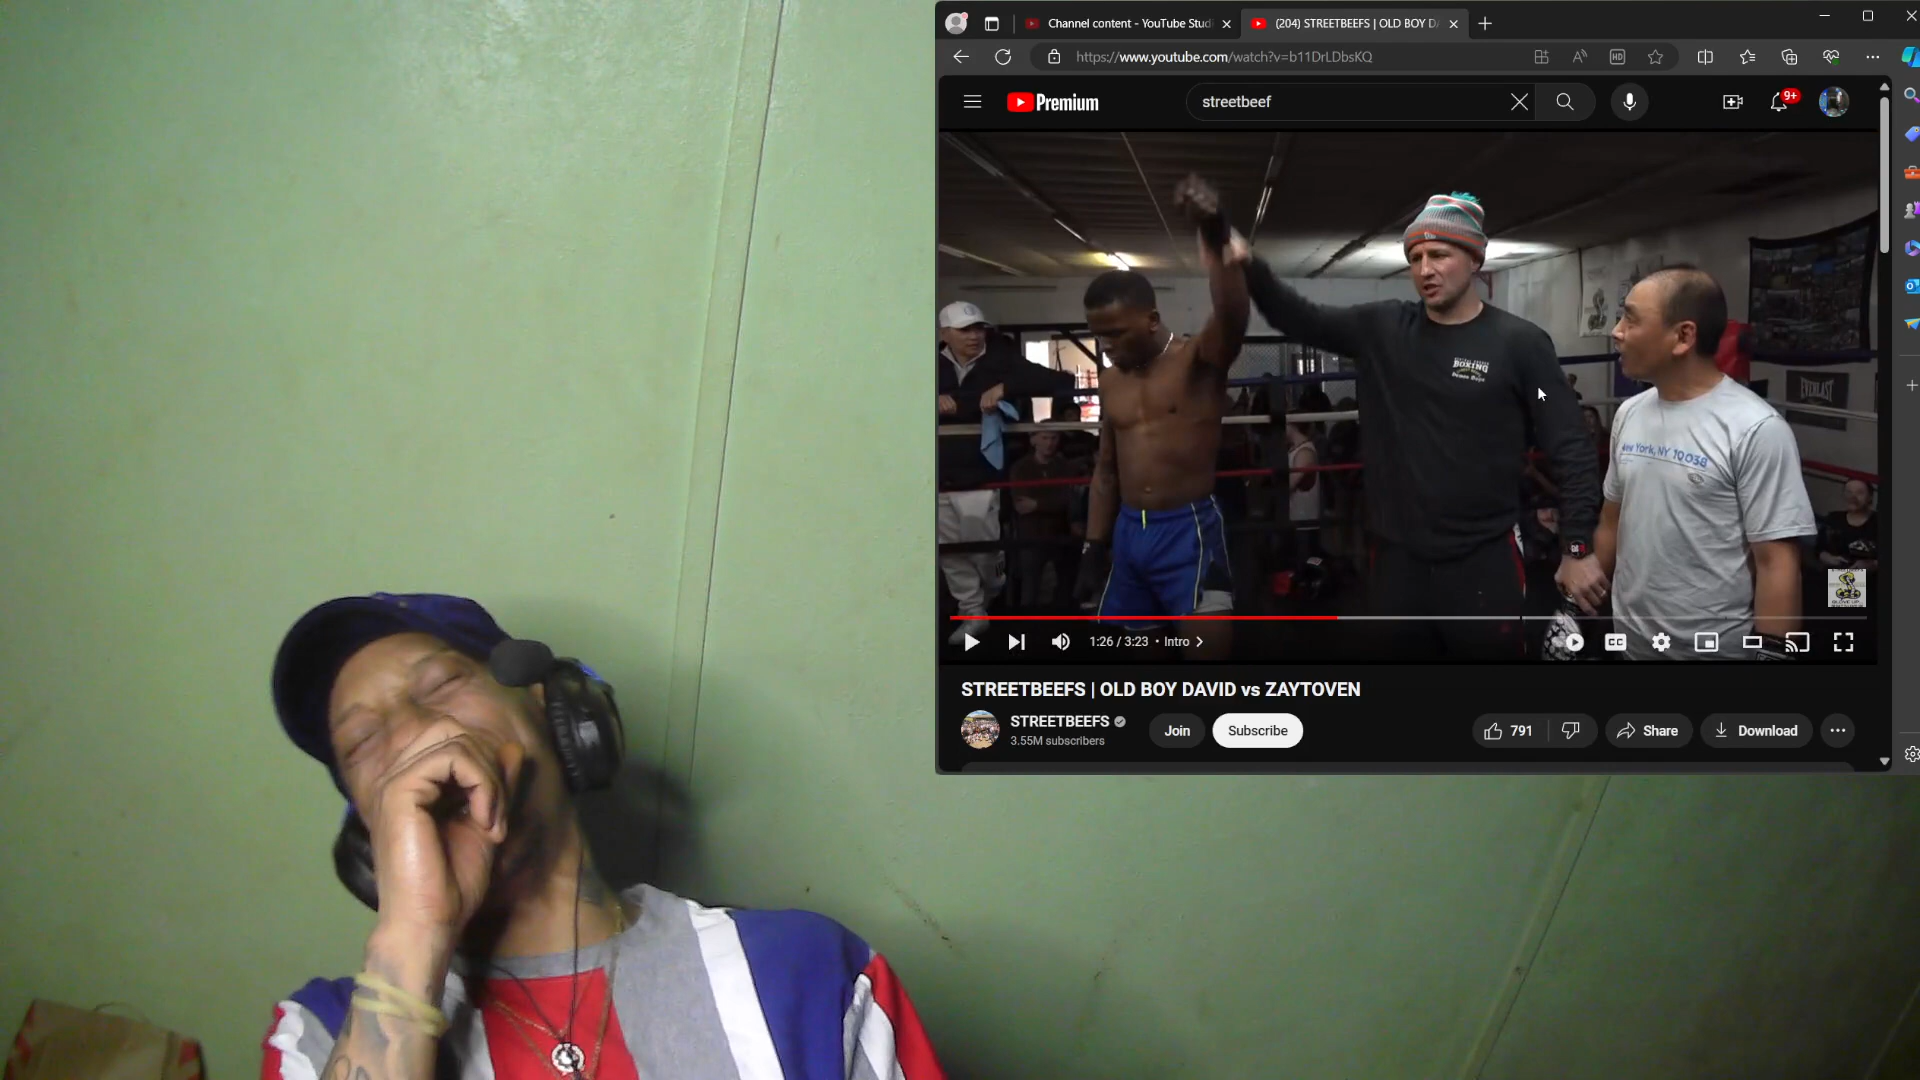 Channel content - YouTube Stud
(204) STREETBEEFS | OLD BOY D
https://www.youtube.com/watch?v=b11DrLDbsKQ
HD
Premium
streetbeef
9+
BOXING
EVERLAST
New York, NY 10038
1:26 / 3:23 • Intro
CC
STREETBEEFS | OLD BOY DAVID vs ZAYTOVEN
STREETBEEFS
3.55M subscribers
Join
Subscribe
791
Share
Download